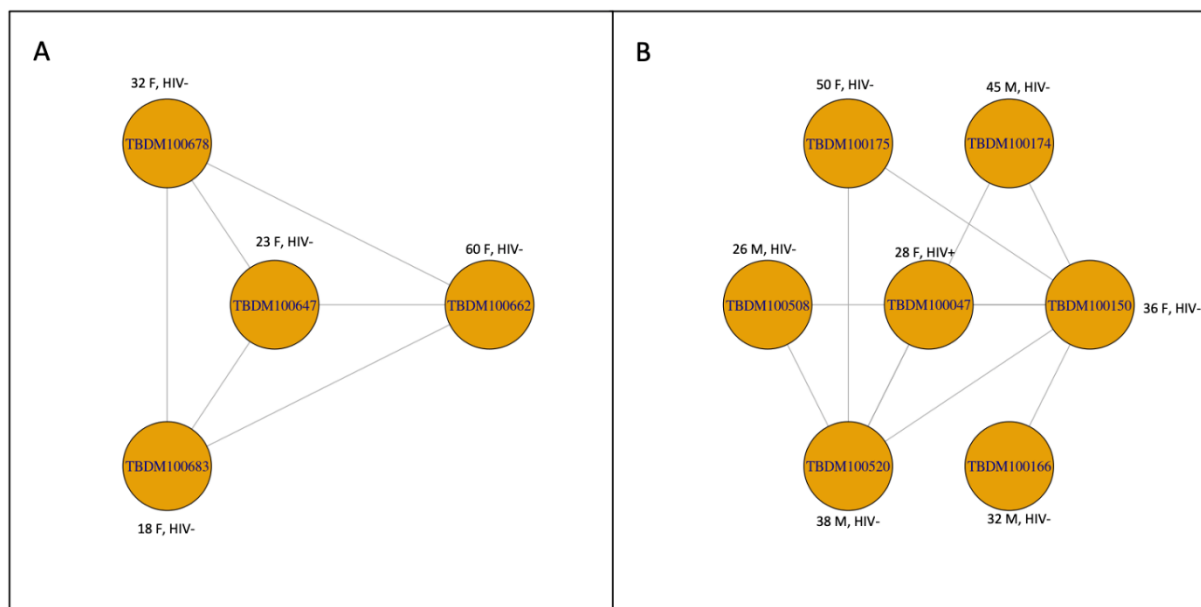 A
32 F, HIV-
TBDM100678
23 F, HIV-
TBDM100647
60 F, HIV-
TBDM100662
TBDM100683
18 F, HIV-
B
50 F, HIV-
TBDM100175
45 M, HIV-
TBDM100174
26 M, HIV-
TBDM100508
28 F, HIV+
TBDM100047
TBDM100150
36 F, HIV-
TBDM100520
38 M, HIV-
TBDM100166
32 M, HIV-